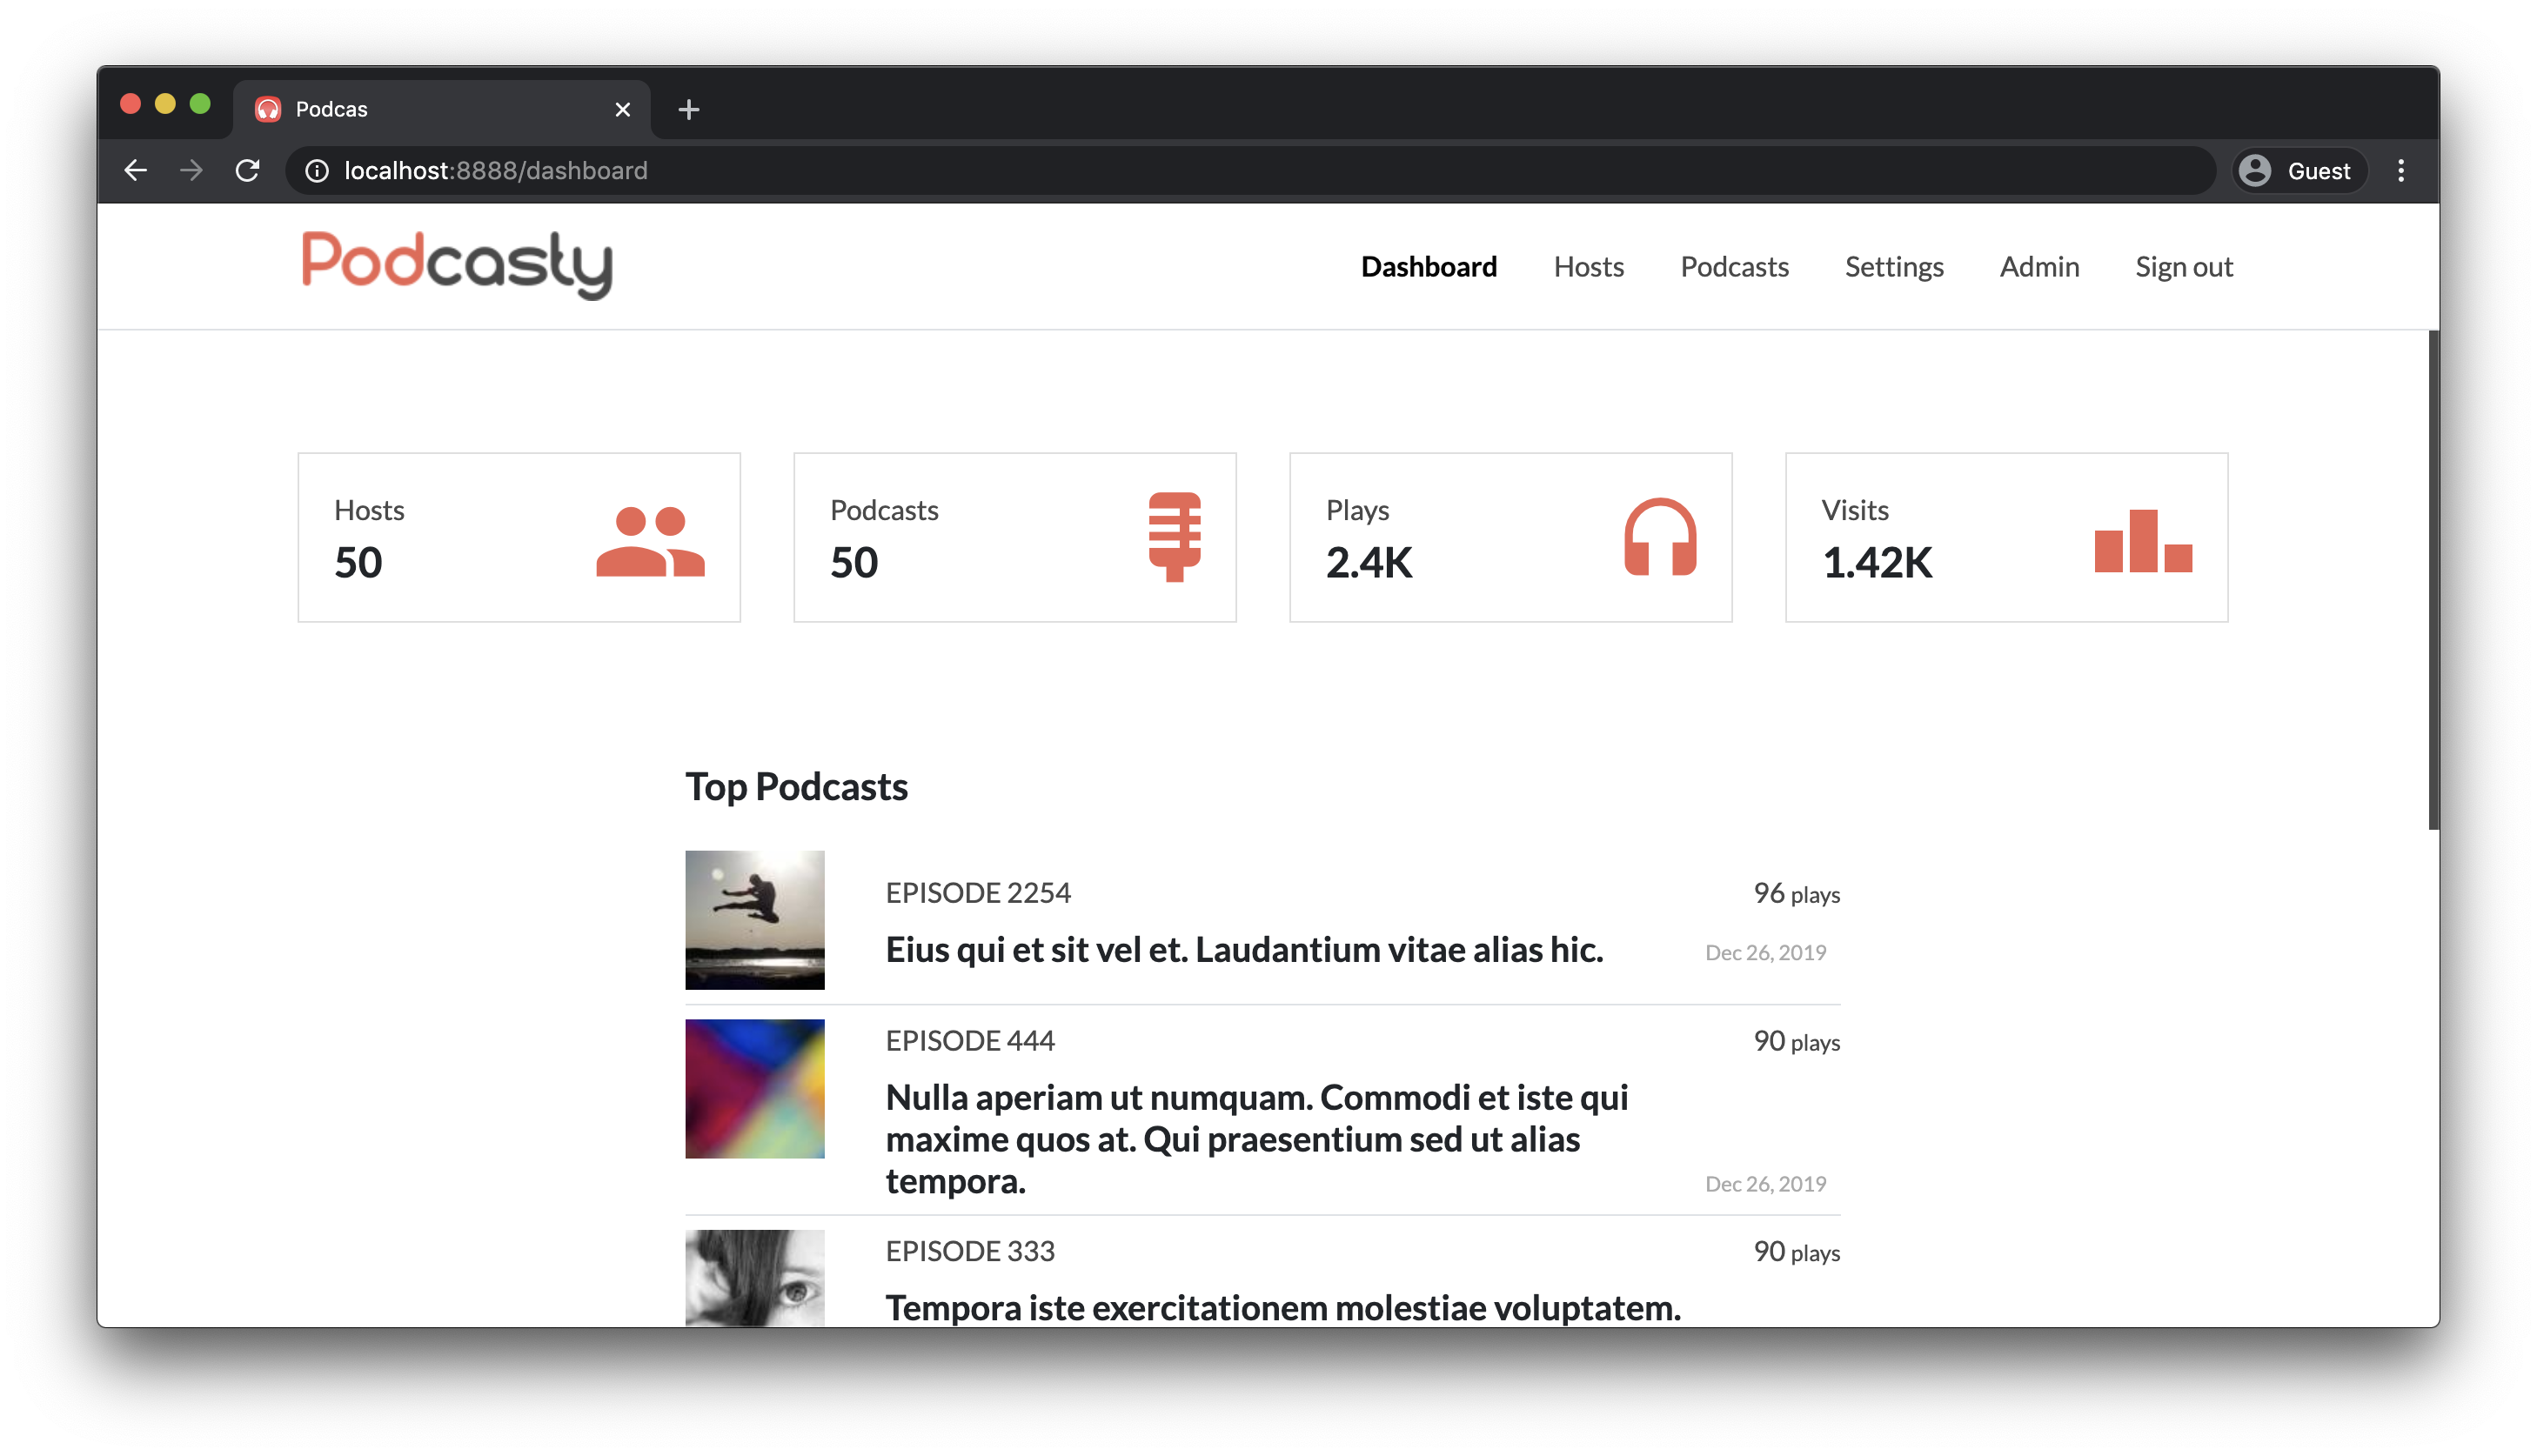 Podcas
localhost:8888/dashboard
Guest
Podcasty
Dashboard Hosts Podcasts Settings Admin Sign out
Hosts
50
Podcasts
50
Plays
2.4K
Visits
1.42K
Top Podcasts
EPISODE 2254
96 plays
Eius qui et sit vel et. Laudantium vitae alias hic.
Dec 26, 2019
EPISODE 444
90 plays
Nulla aperiam ut numquam. Commodi et iste qui
maxime quos at. Qui praesentium sed ut alias
tempora.
Dec 26, 2019
EPISODE 333
90 plays
Tempora iste exercitationem molestiae voluptatem.